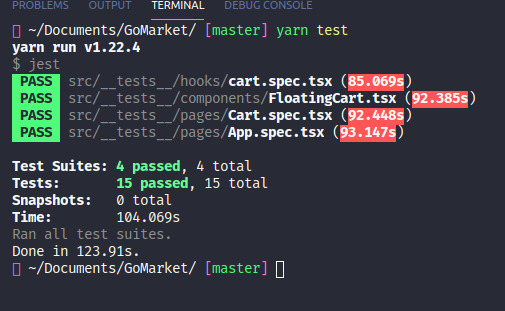 PROBLEMS OUTPUT TERMINAL DEBUG CONSOLE
~/Documents/GoMarket/ [master] yarn test
yarn run v1.22.4
$ jest
PASS src/__tests__/hooks/cart.spec.tsx (85.069s)
PASS src/__tests__/components/FloatingCart.tsx (92.385s)
PASS src/__tests__/pages/Cart.spec.tsx (92.448s)
PASS src/__tests__/pages/App.spec.tsx (93.147s)
Test Suites: 4 passed, 4 total
Tests: 15 passed, 15 total
Snapshots: 0 total
Time: 104.069s
Ran all test suites.
Done in 123.91s.
~/Documents/GoMarket/ [master]